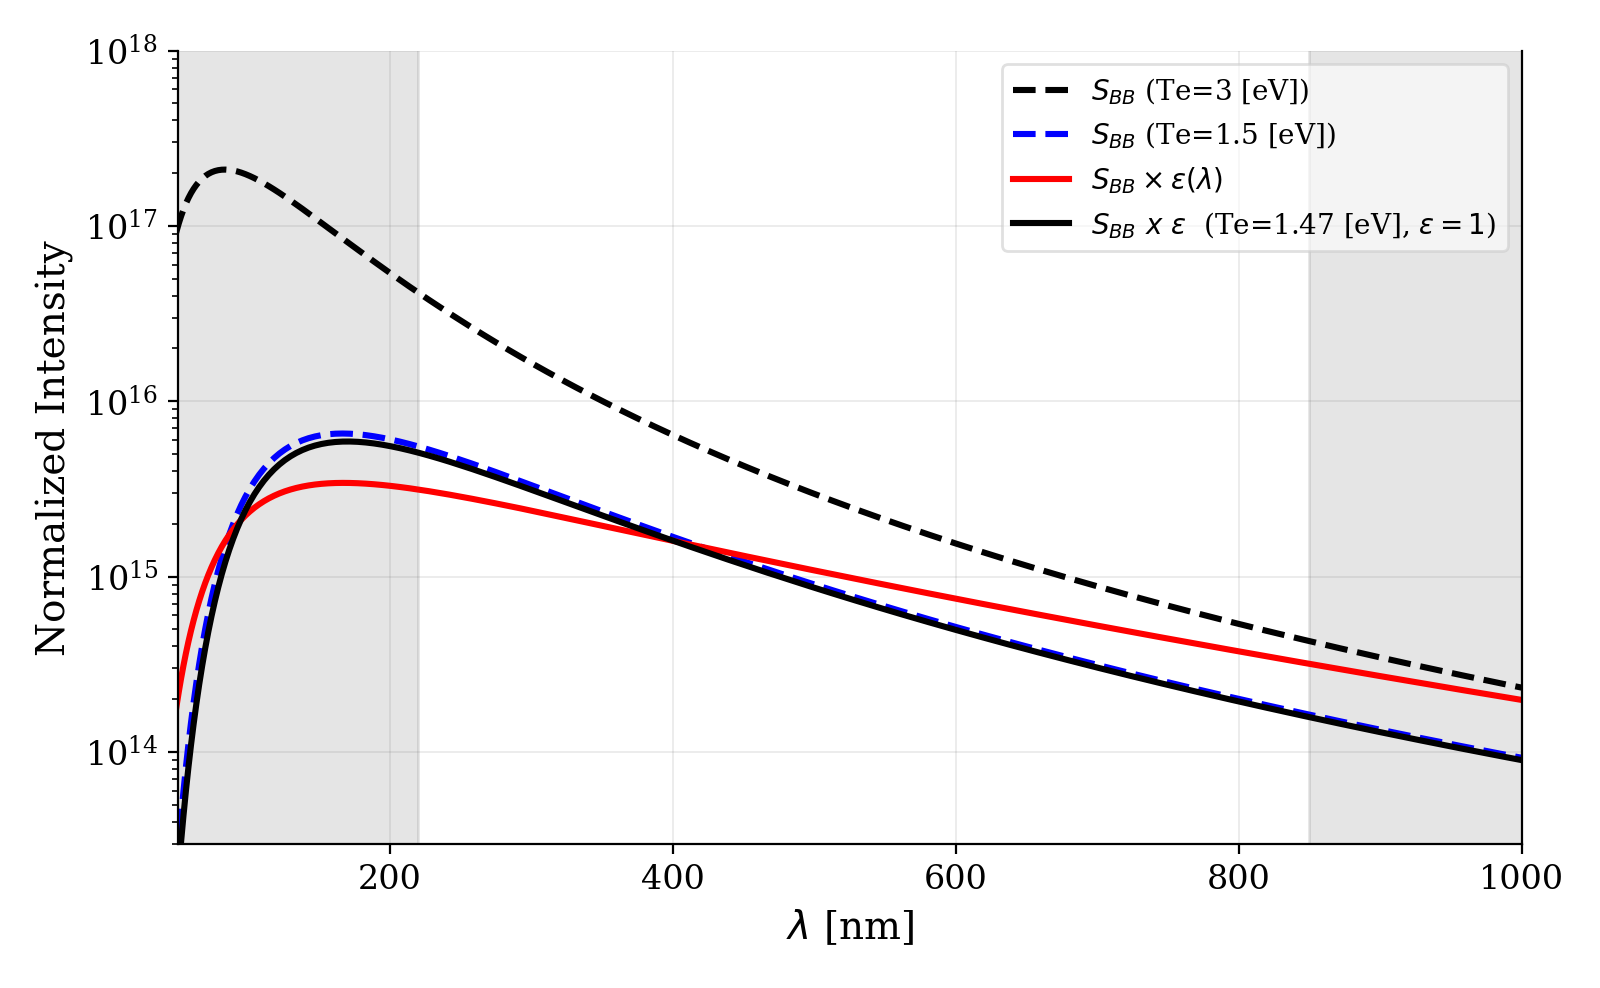 Normalized Intensity
10^18
10^17
10^16
10^15
10^14
S_BB (Te=3 [eV])
S_BB (Te=1.5 [eV])
S_BB × ε(λ)
S_BB x ε (Te=1.47 [eV], ε = 1)
200 400 600 800 1000
λ [nm]